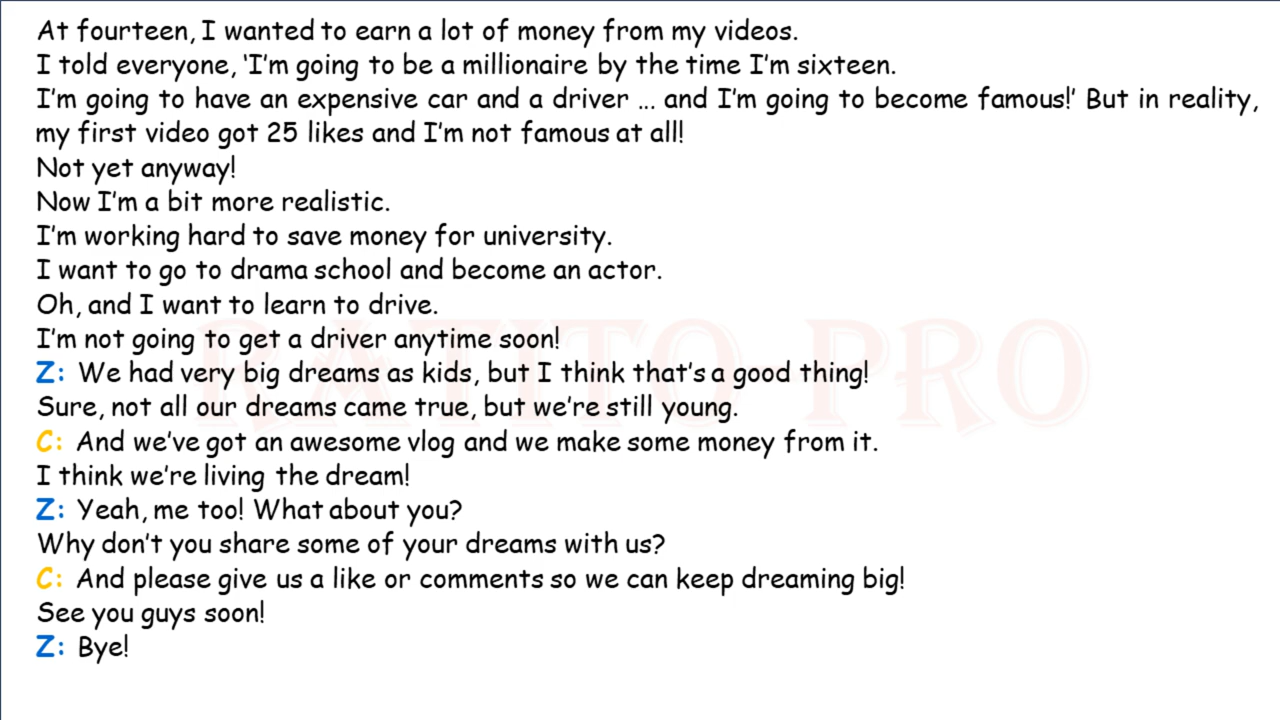 At fourteen, I wanted to earn a lot of money from my videos.
I told everyone, ‘I’m going to be a millionaire by the time I’m sixteen.
I’m going to have an expensive car and a driver ... and I’m going to become famous!’ But in reality,
my first video got 25 likes and I’m not famous at all!
Not yet anyway!
Now I’m a bit more realistic.
I’m working hard to save money for university.
I want to go to drama school and become an actor.
Oh, and I want to learn to drive.
I’m not going to get a driver anytime soon!
Z: We had very big dreams as kids, but I think that’s a good thing!
Sure, not all our dreams came true, but we’re still young.
C: And we’ve got an awesome vlog and we make some money from it.
I think we’re living the dream!
Z: Yeah, me too! What about you?
Why don’t you share some of your dreams with us?
C: And please give us a like or comments so we can keep dreaming big!
See you guys soon!
Z: Bye!
RATITO PRO